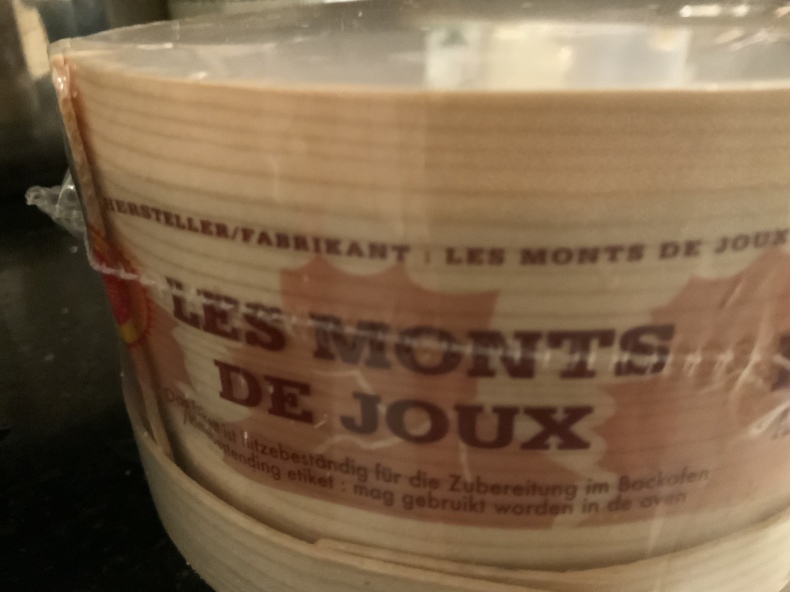 HERSTELLER/FABRIKANT : LES MONTS DE JOUX
LES MONTS
DE JOUX
hitzebeständig für die Zubereitung im Backofen
etiket : mag gebruikt worden in de oven